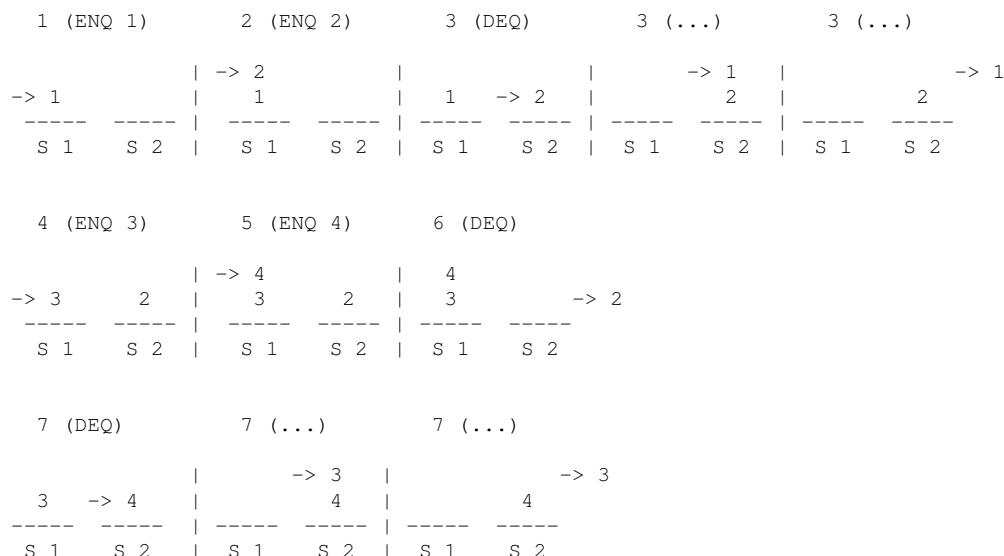 1 (ENQ 1)        2 (ENQ 2)      3 (DEQ)          3 (...)        3 (...)
                | -> 2          |               |       -> 1   |              -> 1
-> 1            |    1          |   1   -> 2    |          2   |           2
 -----   -----  |  -----  ----- | -----  -----  | -----  ----- | -----  -----
  S 1     S 2   |   S 1    S 2  |  S 1    S 2   |  S 1    S 2  |  S 1    S 2
  4 (ENQ 3)        5 (ENQ 4)      6 (DEQ)
                | -> 4          |   4
-> 3      2     |    3      2   |   3         -> 2
 -----   -----  |  -----  ----- | -----  -----
  S 1     S 2   |   S 1    S 2  |  S 1    S 2
  7 (DEQ)          7 (...)        7 (...)
                |       -> 3    |             -> 3
  3    -> 4     |          4    |          4
-----   -----   | -----  -----  | -----  -----
 S 1     S 2    |  S 1    S 2   |  S 1    S 2